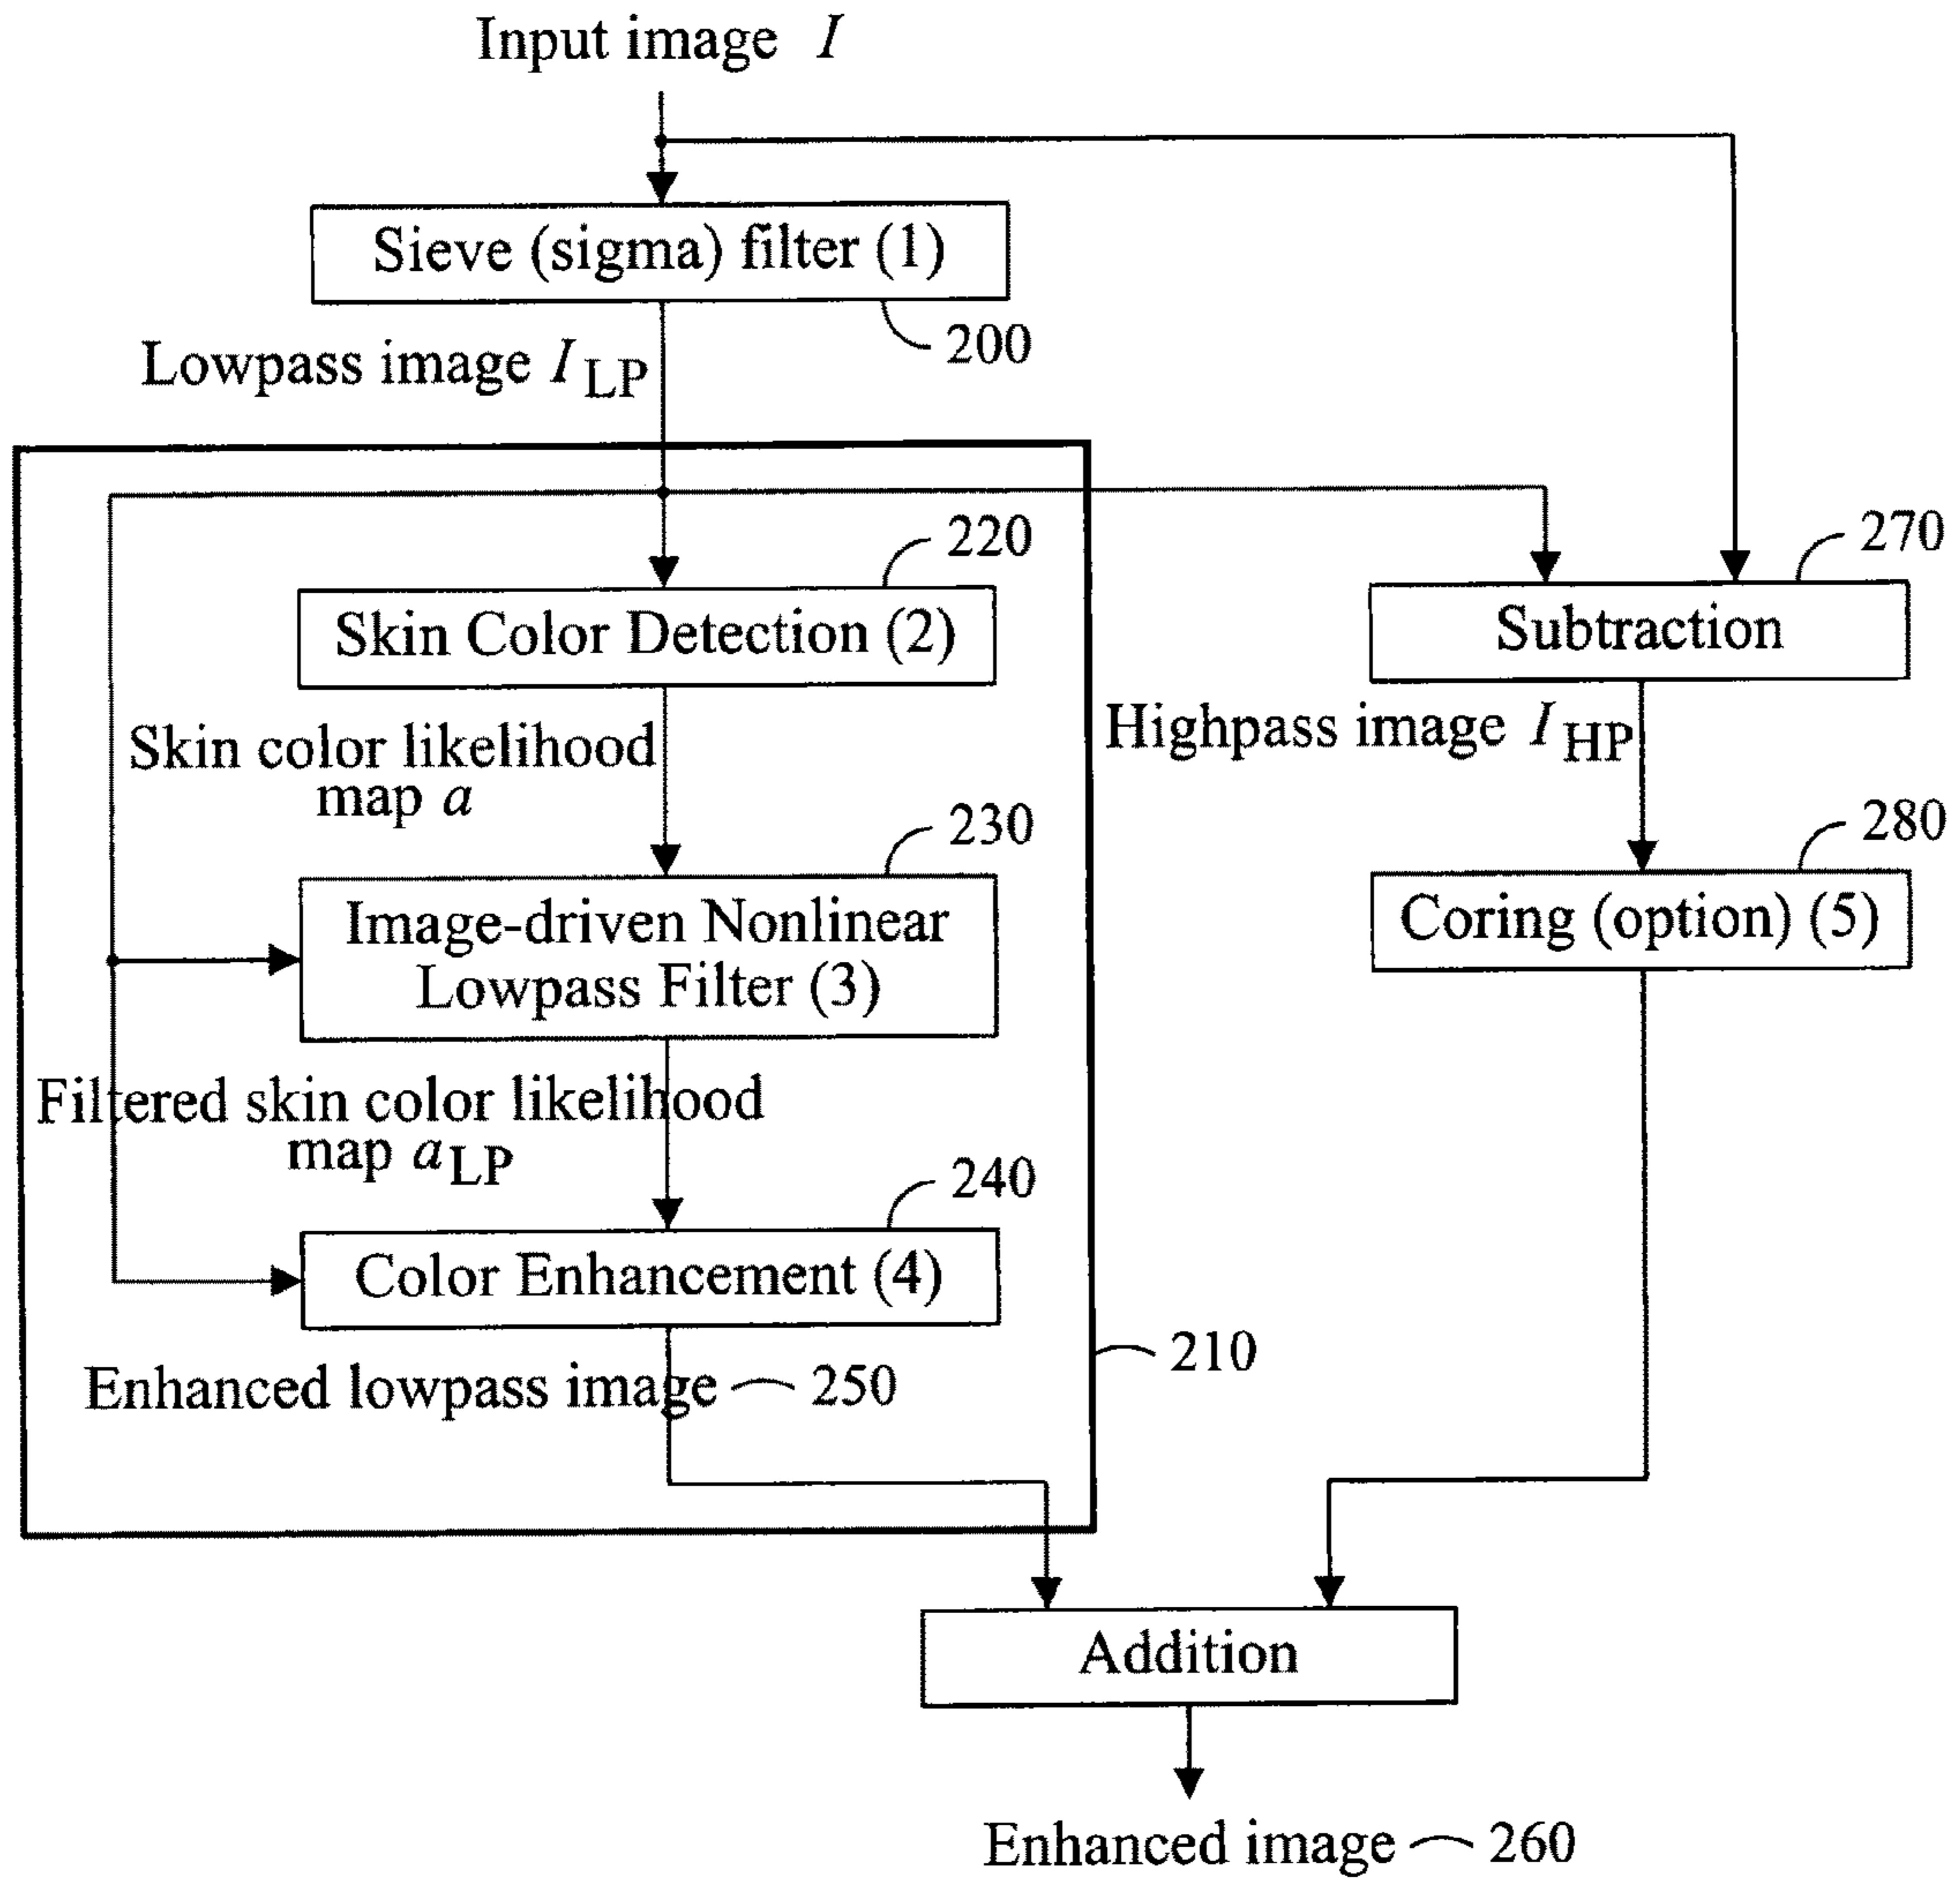 Input image I
Sieve (sigma) filter (1)
200
Lowpass image I LP
220
270
Skin Color Detection (2)
Subtraction
Skin color likelihood
map a
Highpass image I HP
230
280
Image-driven Nonlinear
Lowpass Filter (3)
Coring (option) (5)
Filtered skin color likelihood
map a LP
240
Color Enhancement (4)
210
Enhanced lowpass image 250
Addition
Enhanced image 260